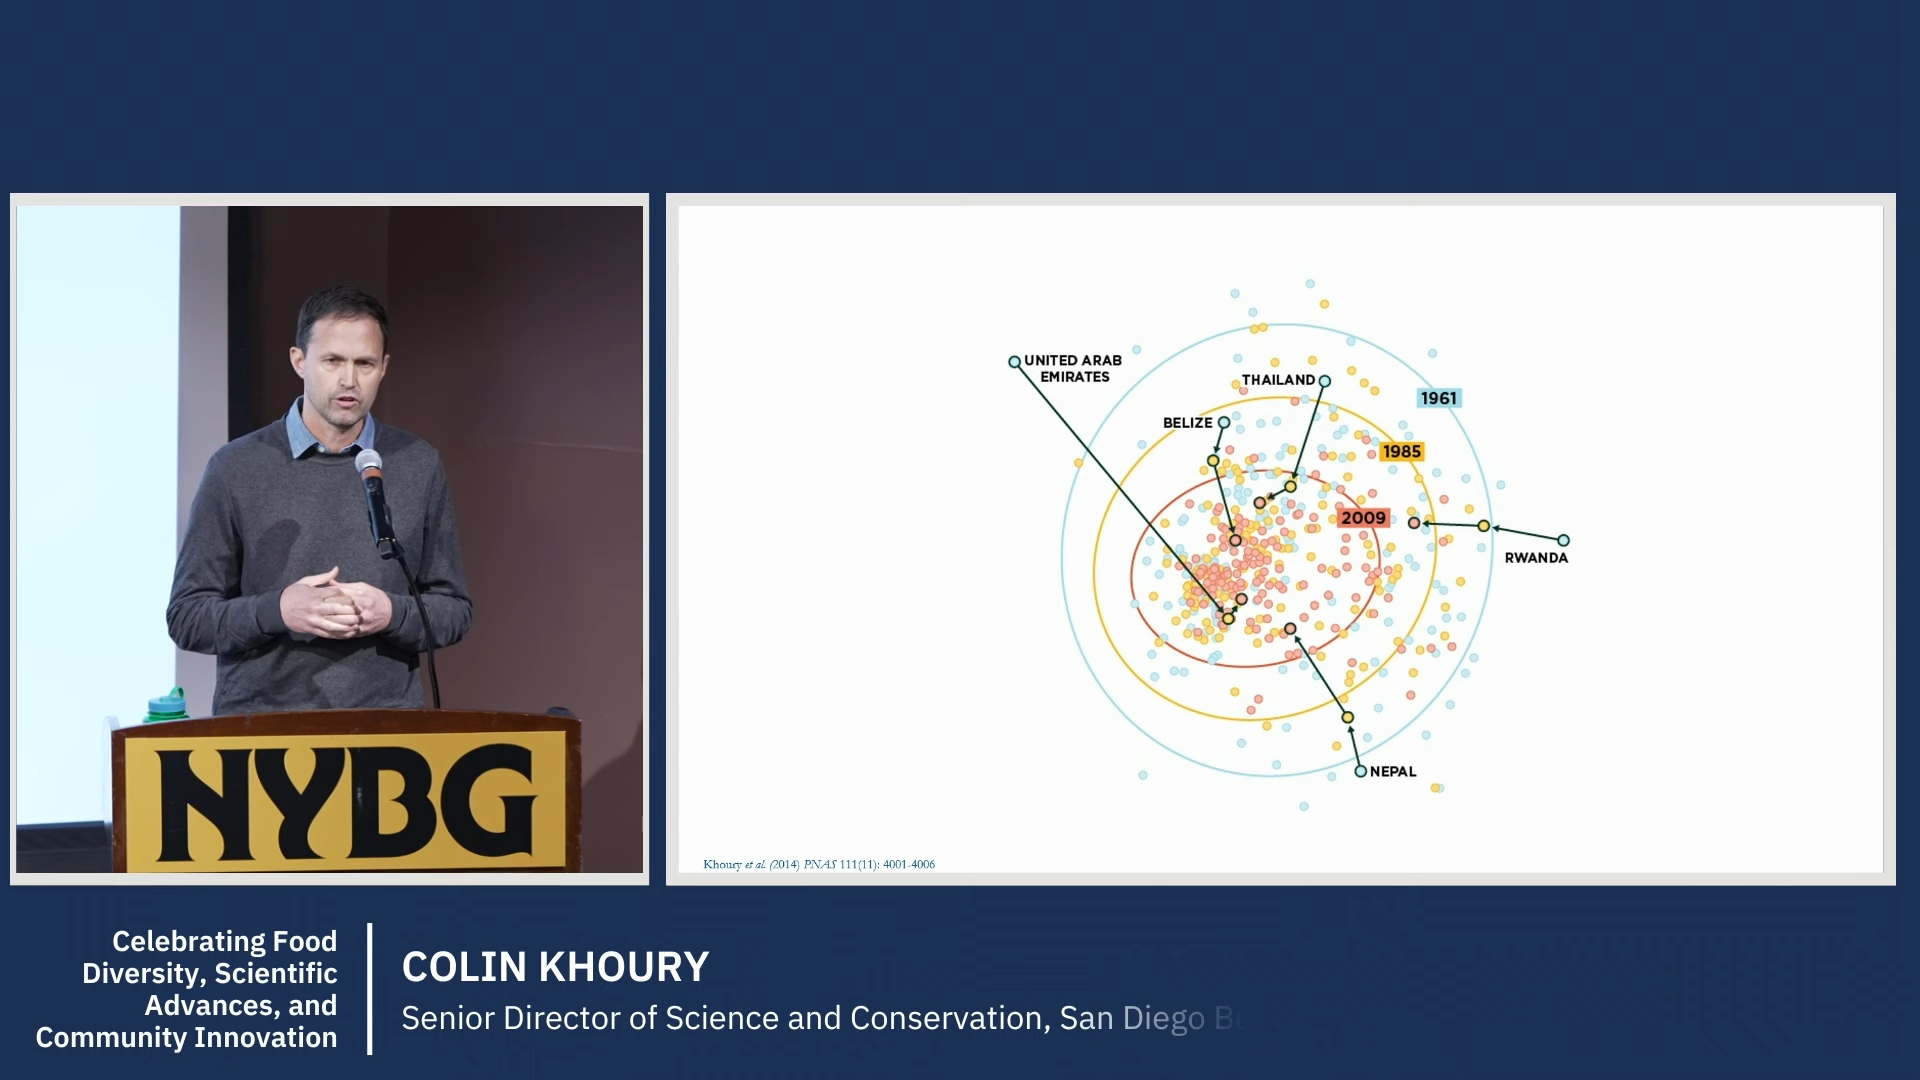 UNITED ARAB
EMIRATES
THAILAND
1961
BELIZE
1985
2009
RWANDA
NEPAL
Khoury et al. (2014) PNAS 111(11): 4001-4006
NYBG
Celebrating Food
Diversity, Scientific
Advances, and
Community Innovation
COLIN KHOURY
Senior Director of Science and Conservation, San Diego